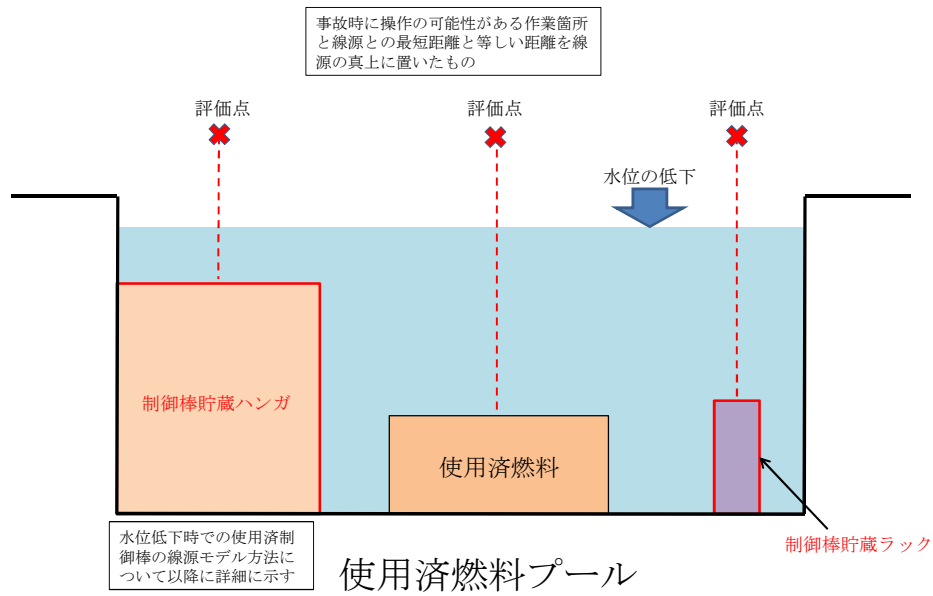 事故時に操作の可能性がある作業箇所
と線源との最短距離と等しい距離を線
源の真上に置いたもの
評価点
評価点
評価点
水位の低下
制御棒貯蔵ハンガ
使用済燃料
制御棒貯蔵ラック
水位低下時での使用済制
御棒の線源モデル方法に
ついて以降に詳細に示す
使用済燃料プール